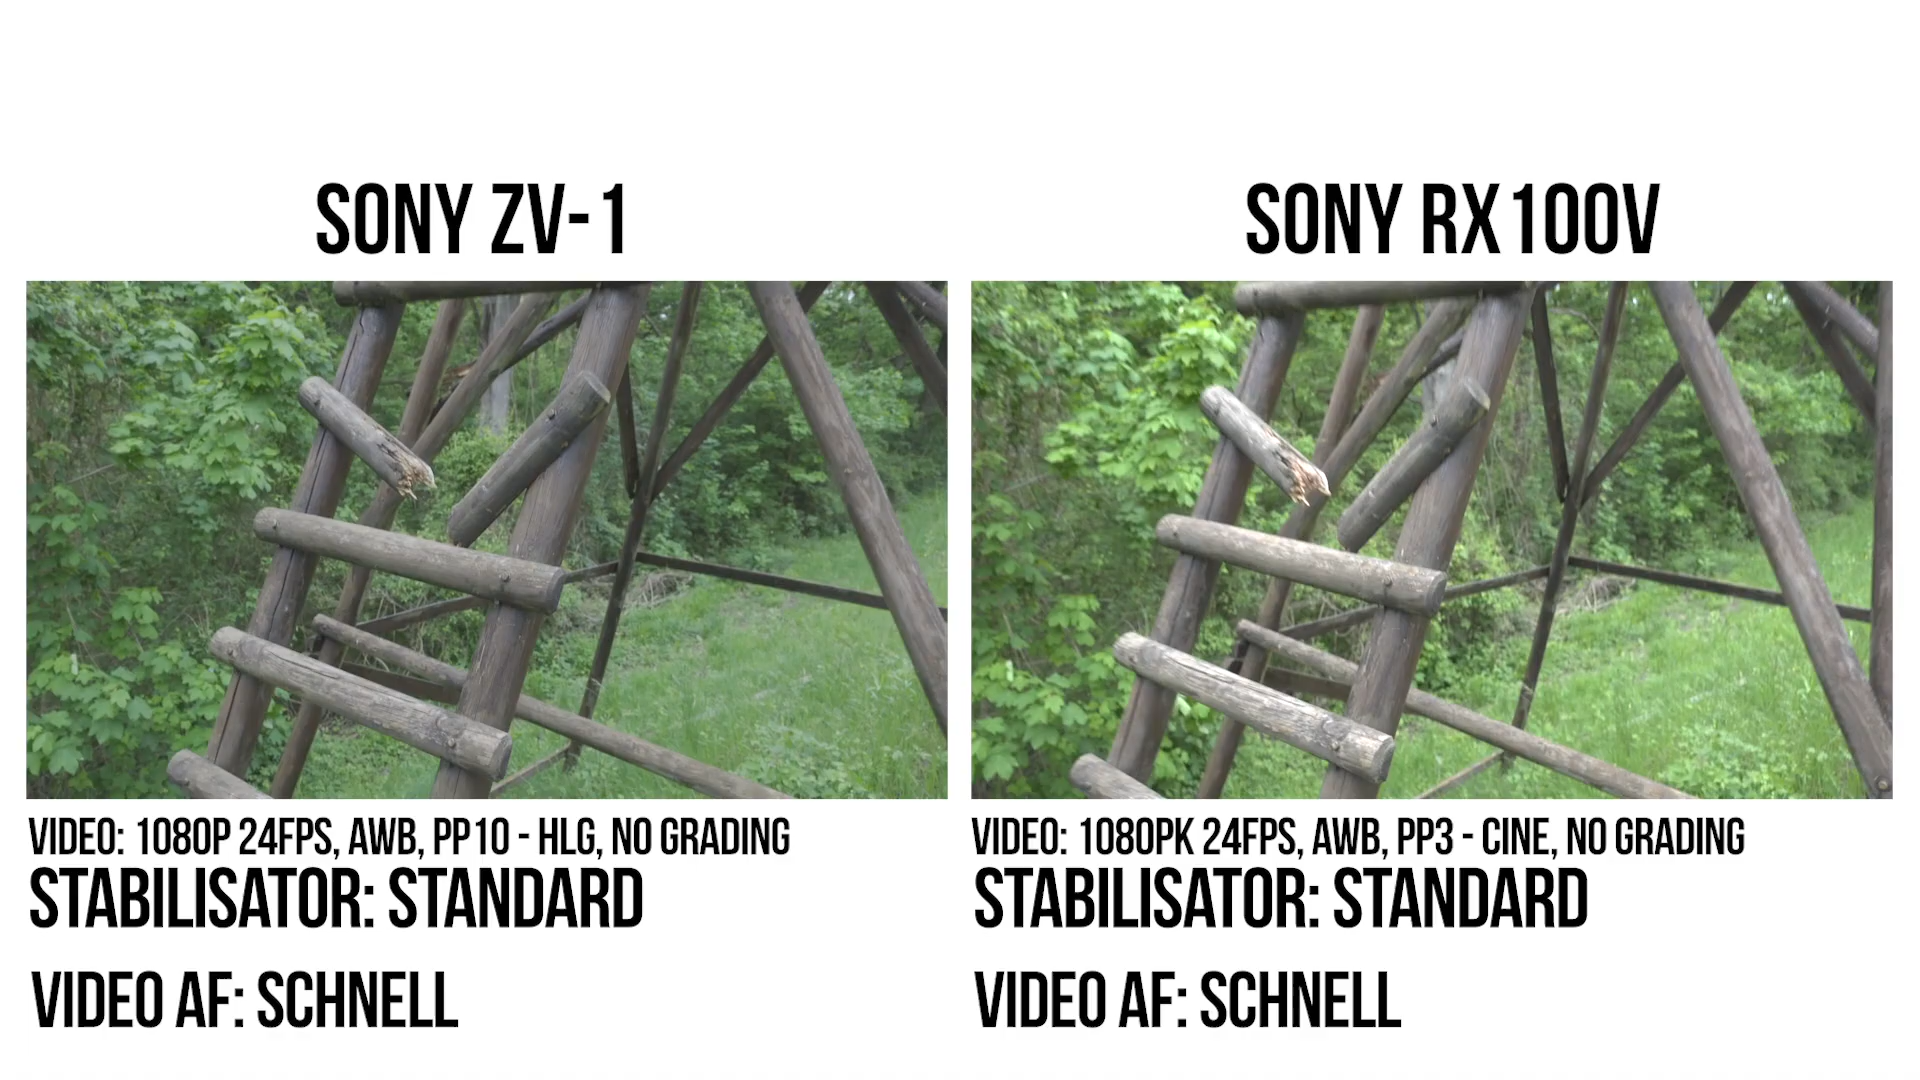 SONY ZV-1
SONY RX100V
VIDEO: 1080P 24FPS, AWB, PP10 - HLG, NO GRADING
STABILISATOR: STANDARD
VIDEO AF: SCHNELL
VIDEO: 1080PK 24FPS, AWB, PP3 - CINE, NO GRADING
STABILISATOR: STANDARD
VIDEO AF: SCHNELL